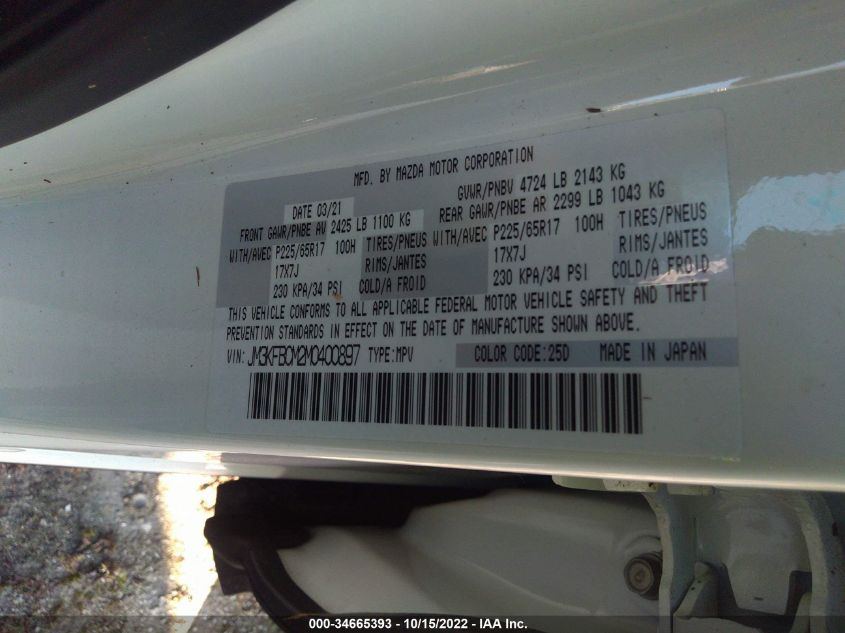 MFD. BY MAZDA MOTOR CORPORATION
DATE 03/21 GVWR/PNBV 4724 LB 2143 KG
FRONT GAWR/PNBE AV 2425 LB 1100 KG REAR GAWR/PNBE AR 2299 LB 1043 KG
WITH/AVEC P225/65R17 100H TIRES/PNEUS WITH/AVEC P225/65R17 100H TIRES/PNEUS
17X7J RIMS/JANTES 17X7J RIMS/JANTES
230 KPA/34 PSI COLD/A FROID 230 KPA/34 PSI COLD/A FROID
THIS VEHICLE CONFORMS TO ALL APPLICABLE FEDERAL MOTOR VEHICLE SAFETY AND THEFT
PREVENTION STANDARDS IN EFFECT ON THE DATE OF MANUFACTURE SHOWN ABOVE.
VIN: JM3KFBCM2M0400897 TYPE:MPV COLOR CODE:25D MADE IN JAPAN
000-34665393 - 10/15/2022 - IAA Inc.